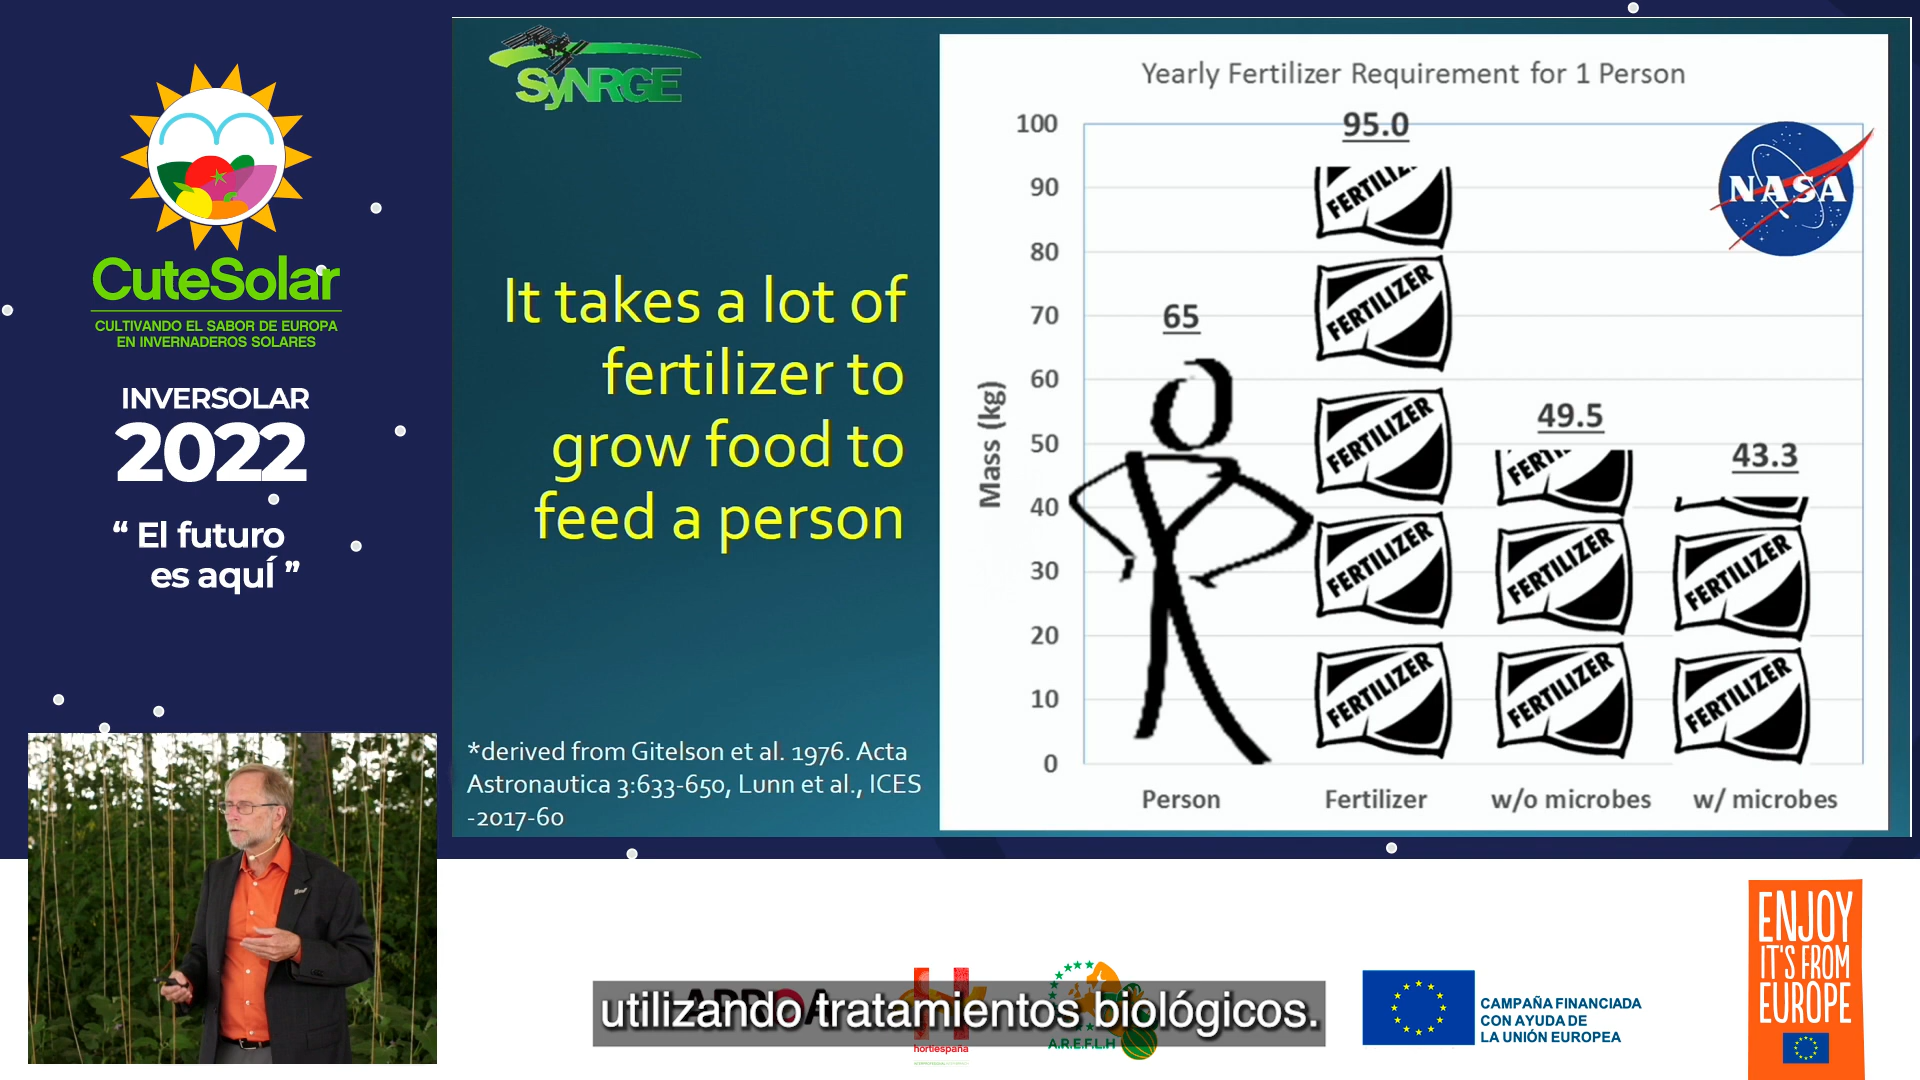 CuteSolar
CULTIVANDO EL SABOR DE EUROPA
EN INVERNADEROS SOLARES
INVERSOLAR
2022
“ El futuro
es aquÍ ”
SyNRGE
It takes a lot of
fertilizer to
grow food to
feed a person
*derived from Gitelson et al. 1976. Acta
Astronautica 3:633-650, Lunn et al., ICES
-2017-60
Yearly Fertilizer Requirement for 1 Person
NASA
Mass (kg)
100
90
80
70
60
50
40
30
20
10
0
65
95.0
49.5
43.3
FERTILIZER
FERTILIZER
FERTILIZER
FERTILIZER
FERTILIZER
FERTILIZER
FERTILIZER
FERTILIZER
Person
Fertilizer
w/o microbes
w/ microbes
utilizando tratamientos biológicos.
hortiespaña
A.R.E.F.L.H
CAMPAÑA FINANCIADA
CON AYUDA DE
LA UNIÓN EUROPEA
ENJOY
IT'S FROM
EUROPE